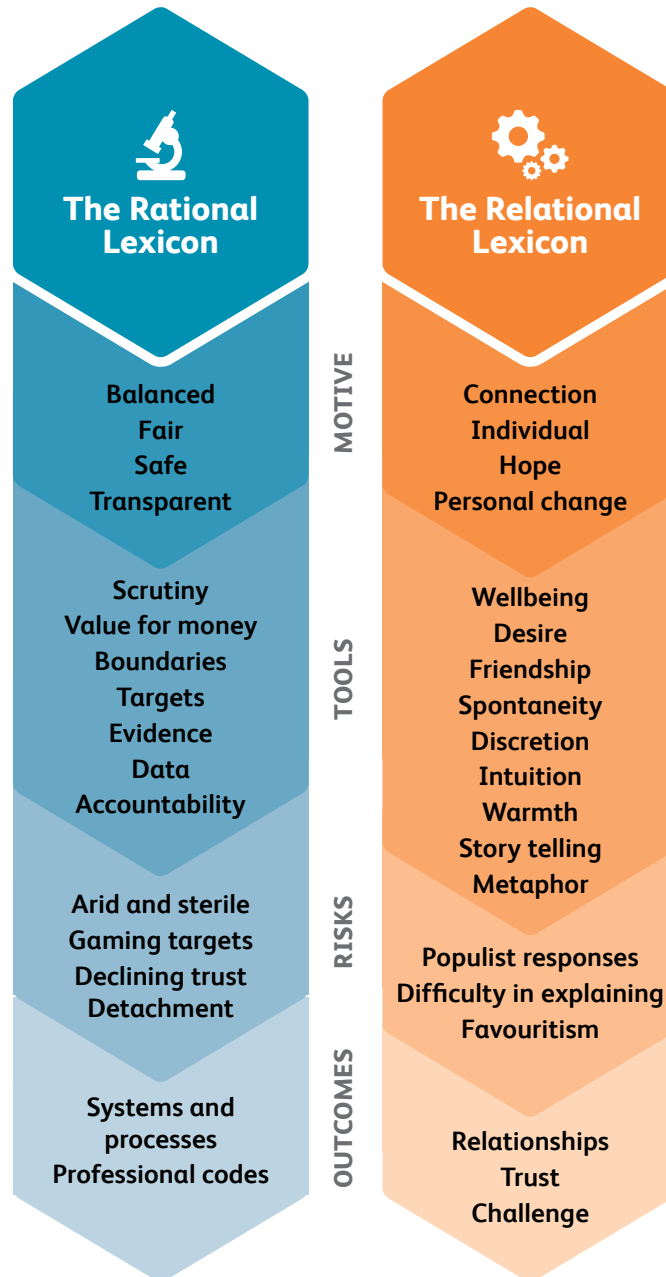 The Rational
Lexicon
Balanced
Fair
Safe
Transparent
Scrutiny
Value for money
Boundaries
Targets
Evidence
Data
Accountability
Arid and sterile
Gaming targets
Declining trust
Detachment
Systems and
processes
Professional codes
MOTIVE
TOOLS
RISKS
OUTCOMES
The Relational
Lexicon
Connection
Individual
Hope
Personal change
Wellbeing
Desire
Friendship
Spontaneity
Discretion
Intuition
Warmth
Story telling
Metaphor
Populist responses
Difficulty in explaining
Favouritism
Relationships
Trust
Challenge